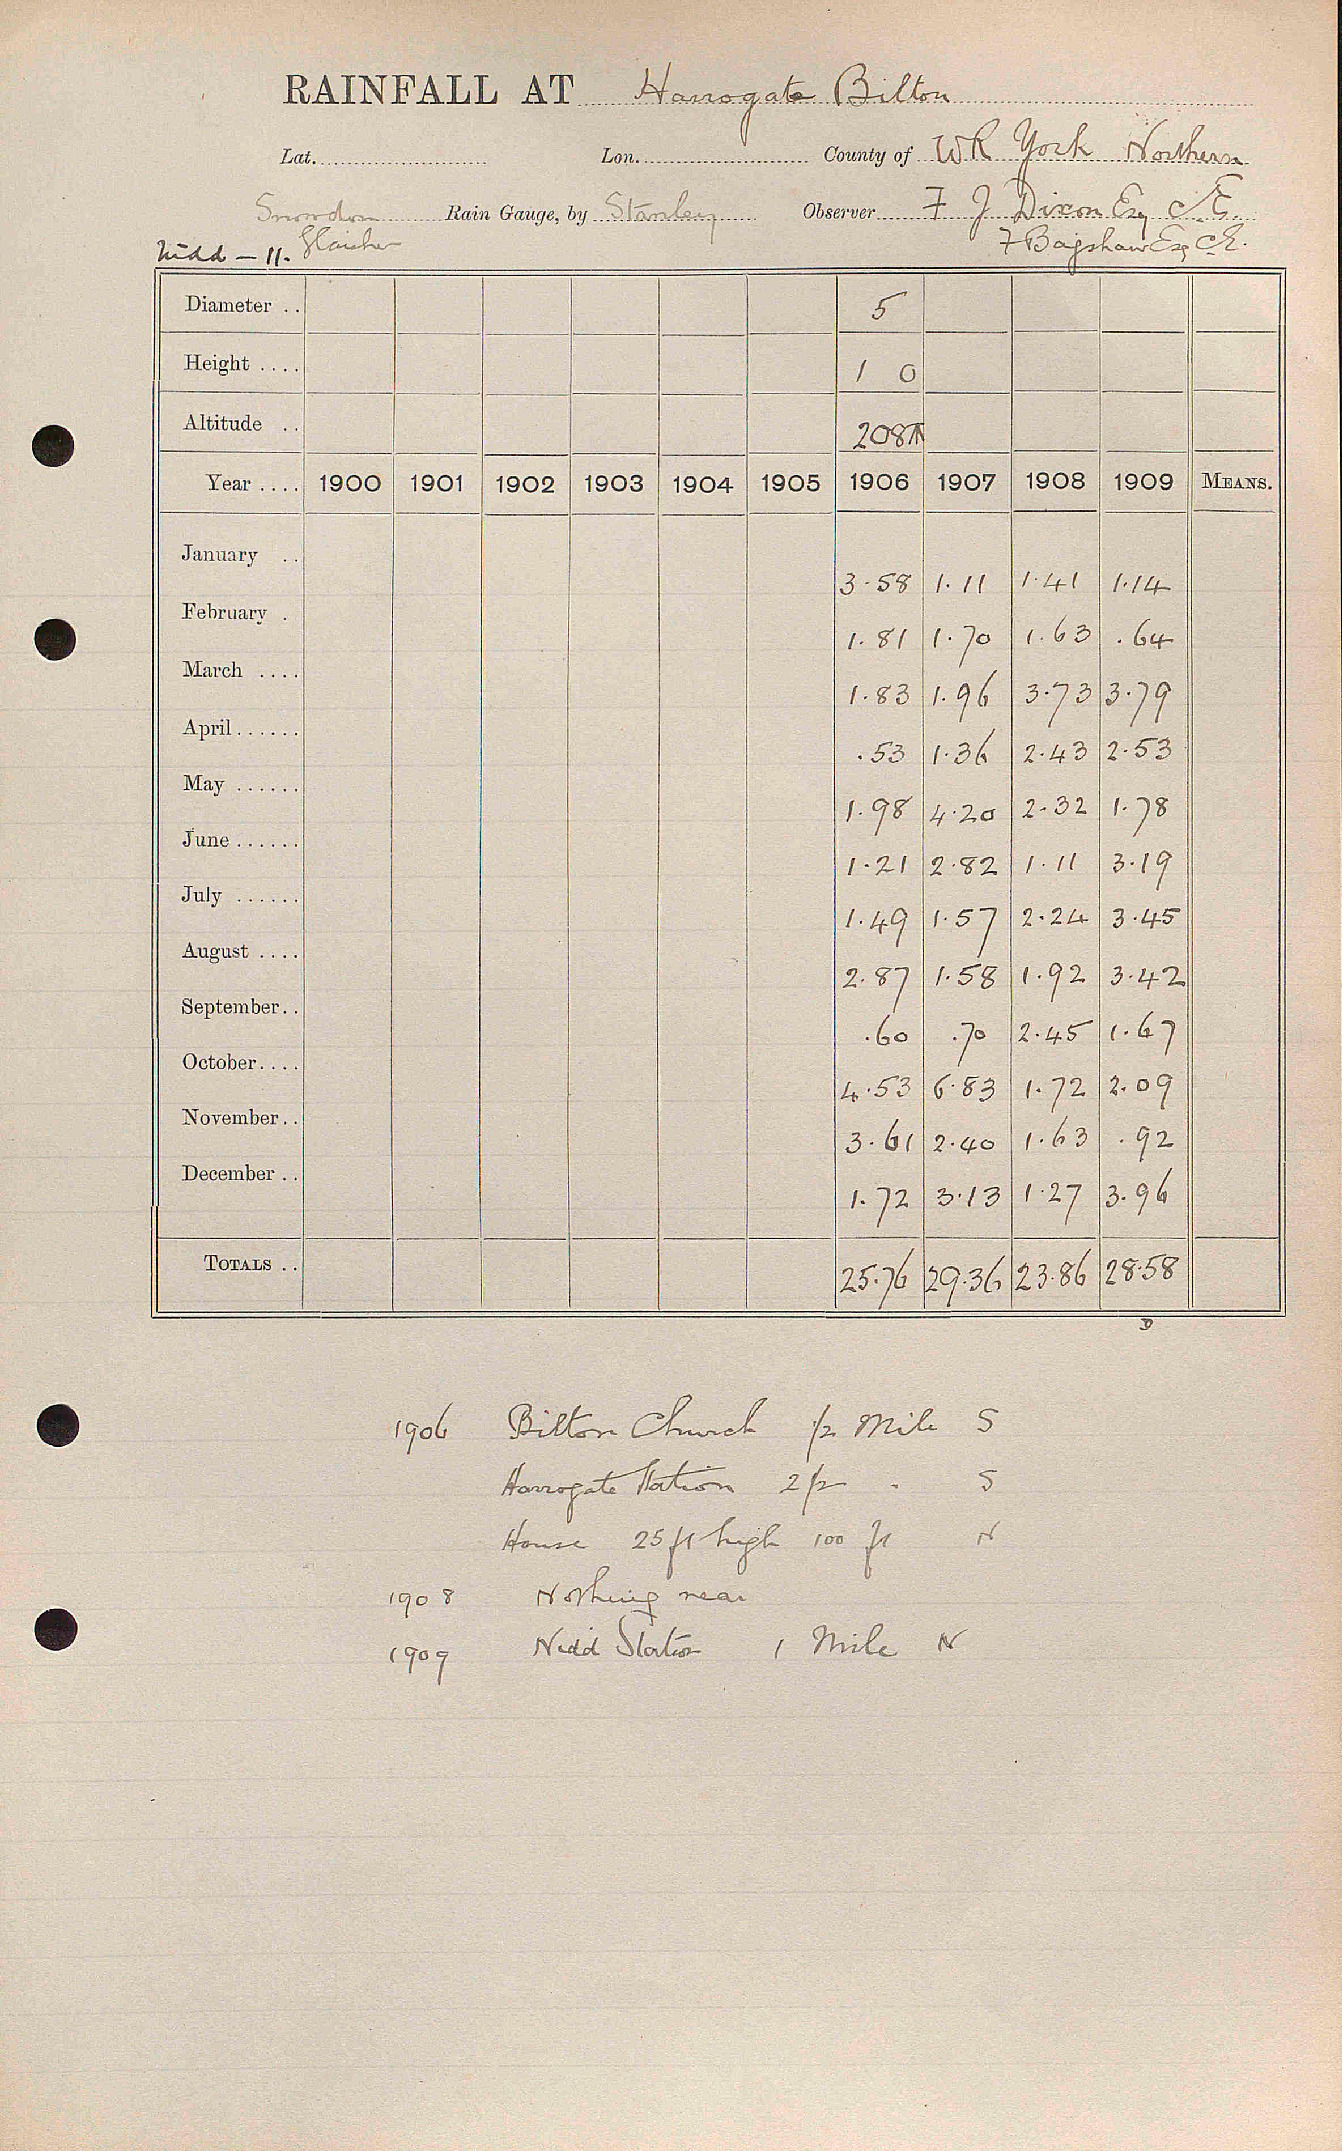 RAINFALL AT Harrogate Bilton
Lat. Lon. County of WR York Northern
Snowdon Rain Gauge, by Stanley Observer F J Dixon Esq C.E.
Nidd - 11. Glaisher F Bagshaw Esq C.E.
Diameter .. 5
Height .... 1 0
Altitude .. 208
Year .... 1900 1901 1902 1903 1904 1905 1906 1907 1908 1909 MEANS.
January .. 3.58 1.11 1.41 1.14
February . 1.81 1.70 1.63 .64
March .... 1.83 1.96 3.73 3.79
April...... .53 1.36 2.43 2.53
May ...... 1.98 4.20 2.32 1.78
June...... 1.21 2.82 1.11 3.19
July ...... 1.49 1.57 2.24 3.45
August .... 2.87 1.58 1.92 3.42
September.. .60 .70 2.45 1.67
October.... 4.53 6.83 1.72 2.09
November.. 3.61 2.40 1.63 .92
December .. 1.72 3.13 1.27 3.96
TOTALS .. 25.76 29.36 23.86 28.58
D
1906 Bilton Church 1/2 Mile S
Harrogate Station 2 1/2 " S
House 25 ft high 100 ft N
1908 Nothing near
1909 Nidd Station 1 Mile N